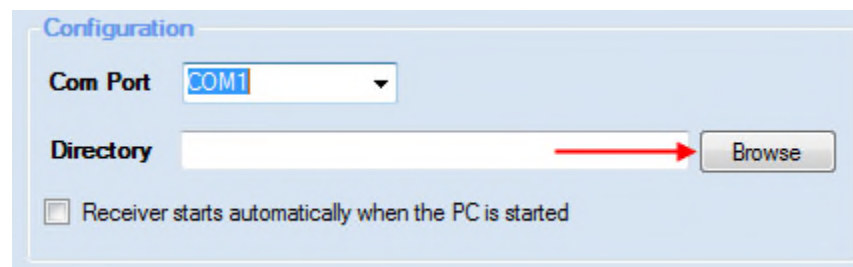 Configuration
Com Port COM1
Directory Browse
Receiver starts automatically when the PC is started